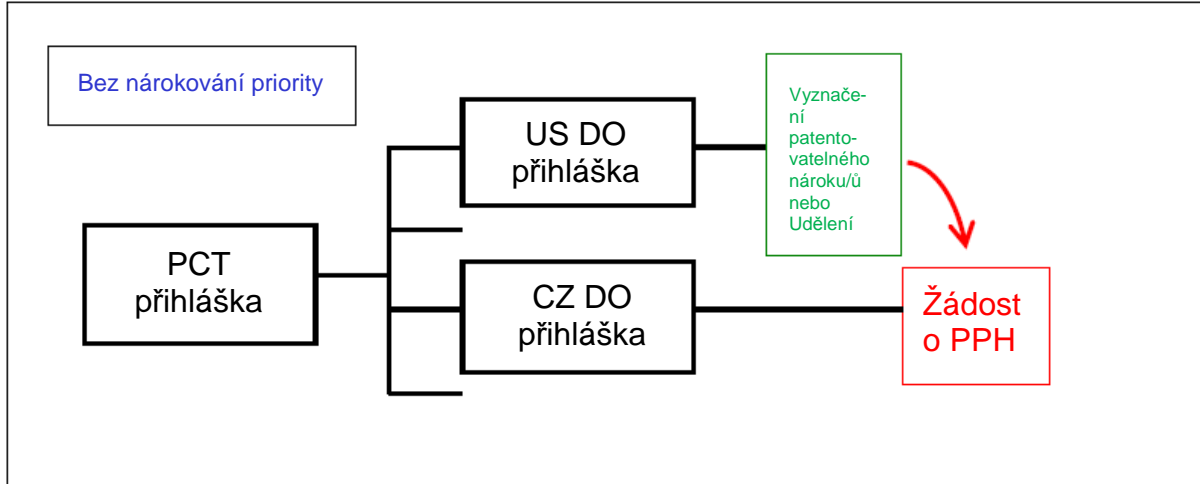 Bez nárokování priority
US DO
přihláška
Vyznače-
ní
patento-
vatelného
nároku/ů
nebo
Udělení
PCT
přihláška
CZ DO
přihláška
Žádost
o PPH